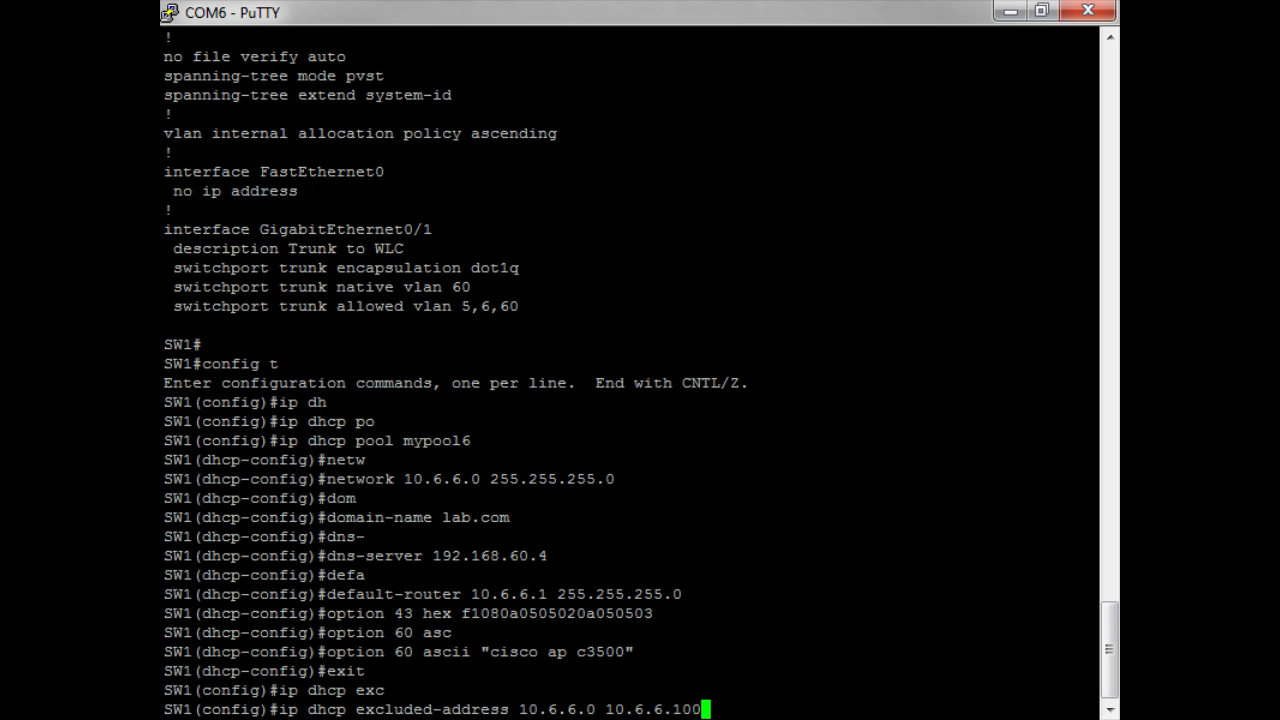 COM6 - PuTTY
!
no file verify auto
spanning-tree mode pvst
spanning-tree extend system-id
!
vlan internal allocation policy ascending
!
interface FastEthernet0
 no ip address
!
interface GigabitEthernet0/1
 description Trunk to WLC
 switchport trunk encapsulation dot1q
 switchport trunk native vlan 60
 switchport trunk allowed vlan 5,6,60
SW1#
SW1#config t
Enter configuration commands, one per line.  End with CNTL/Z.
SW1(config)#ip dh
SW1(config)#ip dhcp po
SW1(config)#ip dhcp pool mypool6
SW1(dhcp-config)#netw
SW1(dhcp-config)#network 10.6.6.0 255.255.255.0
SW1(dhcp-config)#dom
SW1(dhcp-config)#domain-name lab.com
SW1(dhcp-config)#dns-
SW1(dhcp-config)#dns-server 192.168.60.4
SW1(dhcp-config)#defa
SW1(dhcp-config)#default-router 10.6.6.1 255.255.255.0
SW1(dhcp-config)#option 43 hex f1080a0505020a050503
SW1(dhcp-config)#option 60 asc
SW1(dhcp-config)#option 60 ascii "cisco ap c3500"
SW1(dhcp-config)#exit
SW1(config)#ip dhcp exc
SW1(config)#ip dhcp excluded-address 10.6.6.0 10.6.6.100